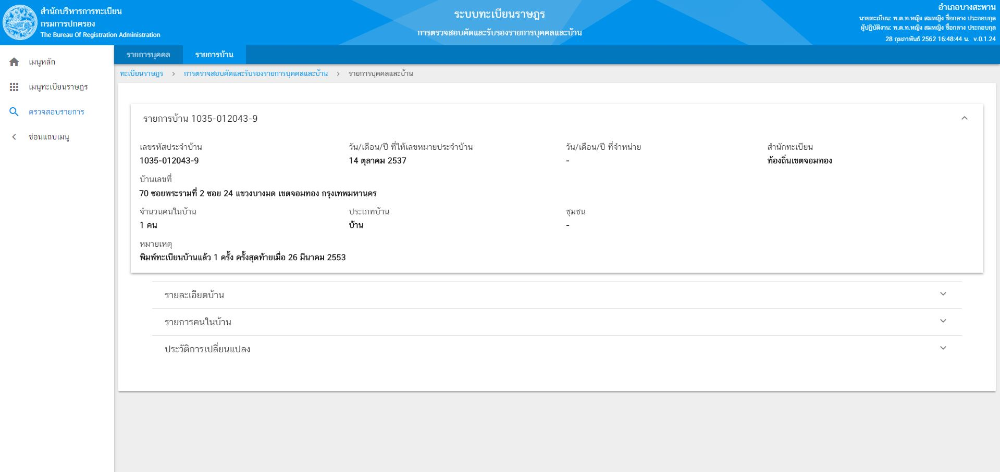 สำนักบริหารการทะเบียน
กรมการปกครอง
The Bureau Of Registration Administration
ระบบทะเบียนราษฎร
การตรวจสอบคัดและรับรองรายการบุคคลและบ้าน
อำเภอบางสะพาน
นายทะเบียน: พ.ต.ท.หญิง สมหญิง ชื่อกลาง ประกอบกุล
ผู้ปฏิบัติงาน: พ.ต.ท.หญิง สมหญิง ชื่อกลาง ประกอบกุล
28 กุมภาพันธ์ 2562 16:48:44 น. v.0.1.24
เมนูหลัก
เมนูทะเบียนราษฎร
ตรวจสอบรายการ
ซ่อนแถบเมนู
รายการบุคคล รายการบ้าน
ทะเบียนราษฎร > การตรวจสอบคัดและรับรองรายการบุคคลและบ้าน > รายการบุคคลและบ้าน
รายการบ้าน 1035-012043-9
เลขรหัสประจำบ้าน วัน/เดือน/ปี ที่ให้เลขหมายประจำบ้าน วัน/เดือน/ปี ที่จำหน่าย สำนักทะเบียน
1035-012043-9 14 ตุลาคม 2537 - ท้องถิ่นเขตจอมทอง
บ้านเลขที่
70 ซอยพระรามที่ 2 ซอย 24 แขวงบางมด เขตจอมทอง กรุงเทพมหานคร
จำนวนคนในบ้าน ประเภทบ้าน ชุมชน
1 คน บ้าน -
หมายเหตุ
พิมพ์ทะเบียนบ้านแล้ว 1 ครั้ง ครั้งสุดท้ายเมื่อ 26 มีนาคม 2553
รายละเอียดบ้าน
รายการคนในบ้าน
ประวัติการเปลี่ยนแปลง